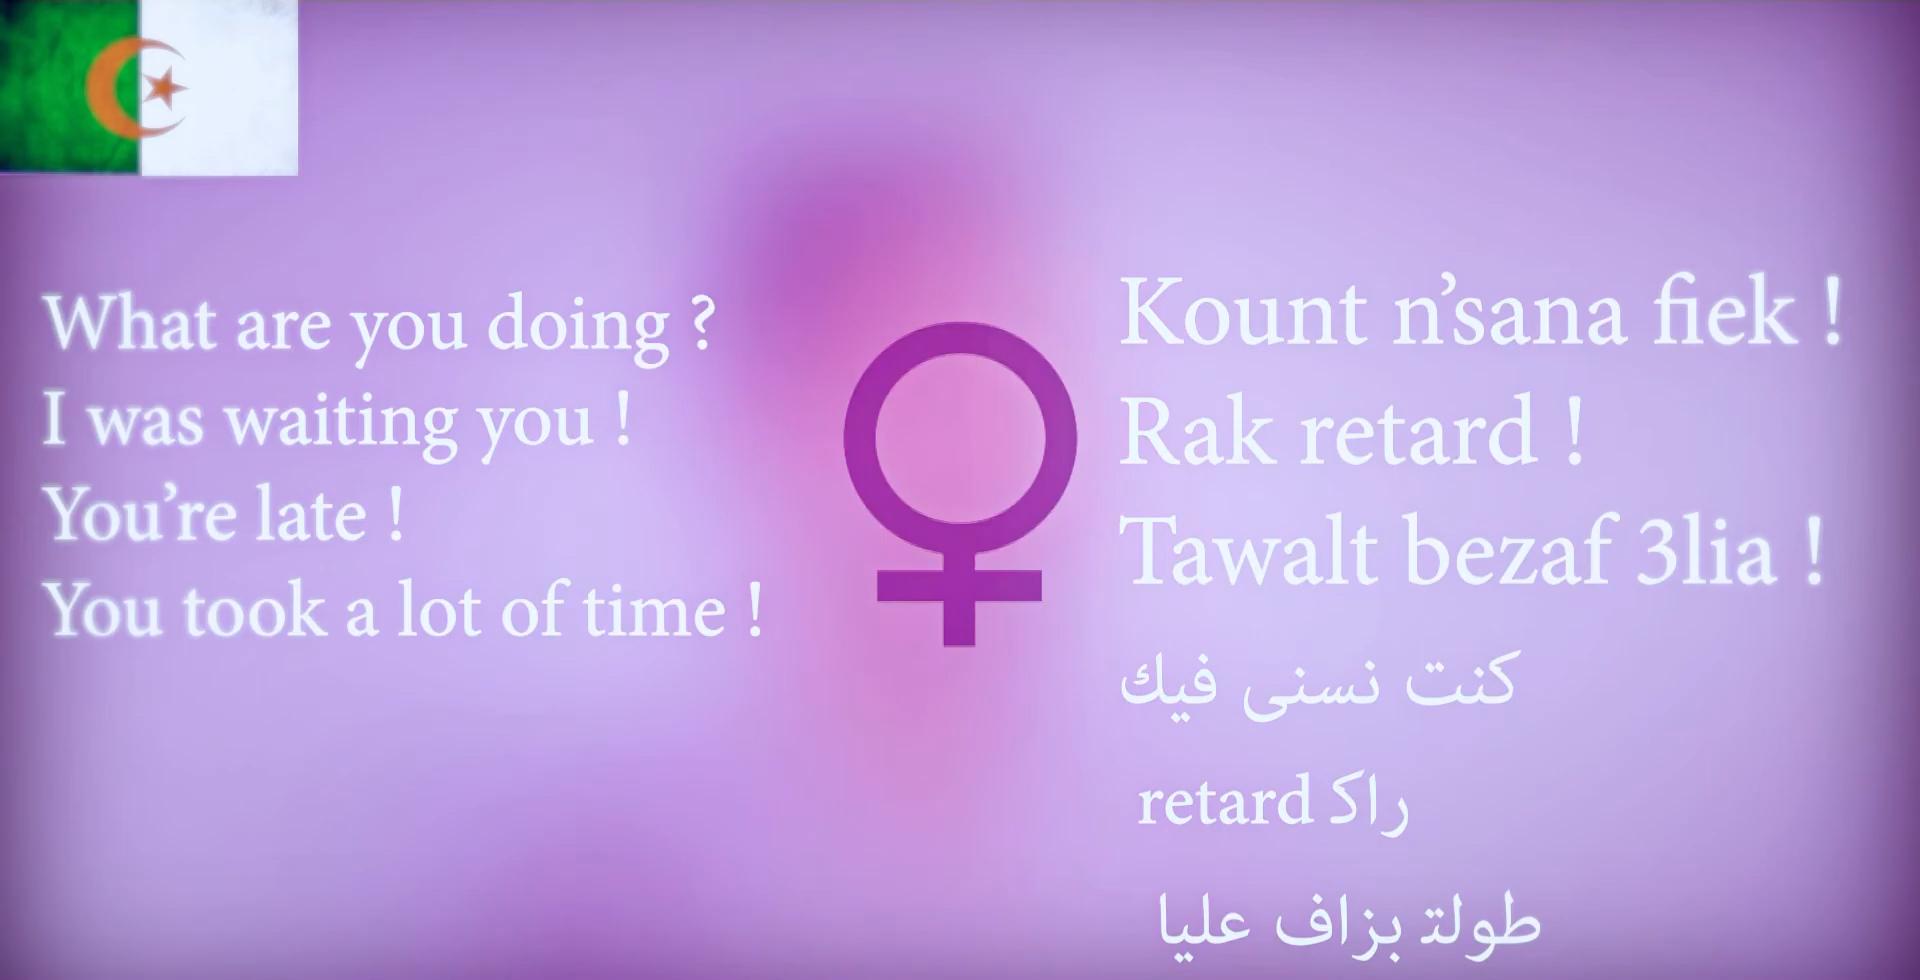 What are you doing ?
I was waiting you !
You're late !
You took a lot of time !
Kount n'sana fiek !
Rak retard !
Tawalt bezaf 3lia !
كنت نسنى فيك
راک retard
طولت بزاف عليا